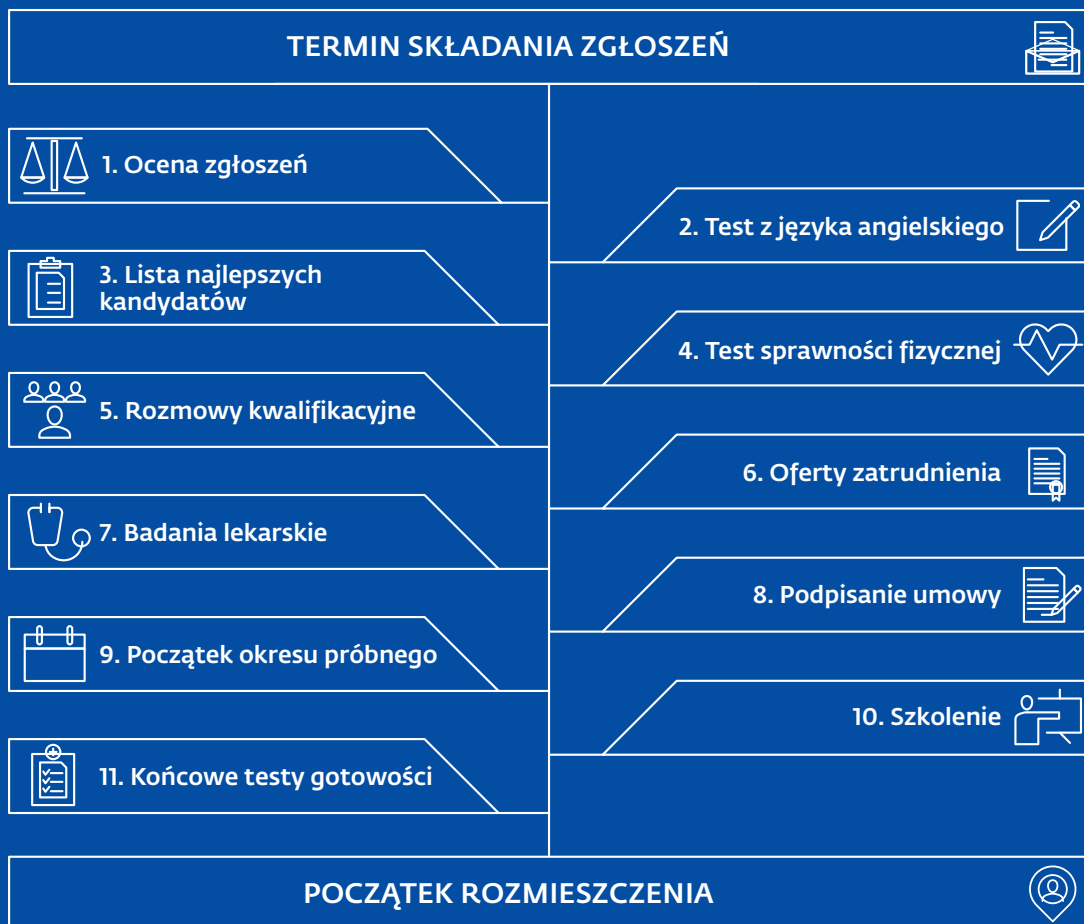 TERMIN SKŁADANIA ZGŁOSZEŃ
1. Ocena zgłoszeń
2. Test z języka angielskiego
3. Lista najlepszych
kandydatów
4. Test sprawności fizycznej
5. Rozmowy kwalifikacyjne
6. Oferty zatrudnienia
7. Badania lekarskie
8. Podpisanie umowy
9. Początek okresu próbnego
10. Szkolenie
11. Końcowe testy gotowości
POCZĄTEK ROZMIESZCZENIA